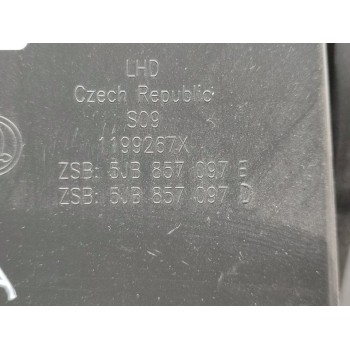 LHD
Czech Republic
S09
1199267X
ZSB: 5JB 857 097 E
ZSB: 5JB 857 097 D